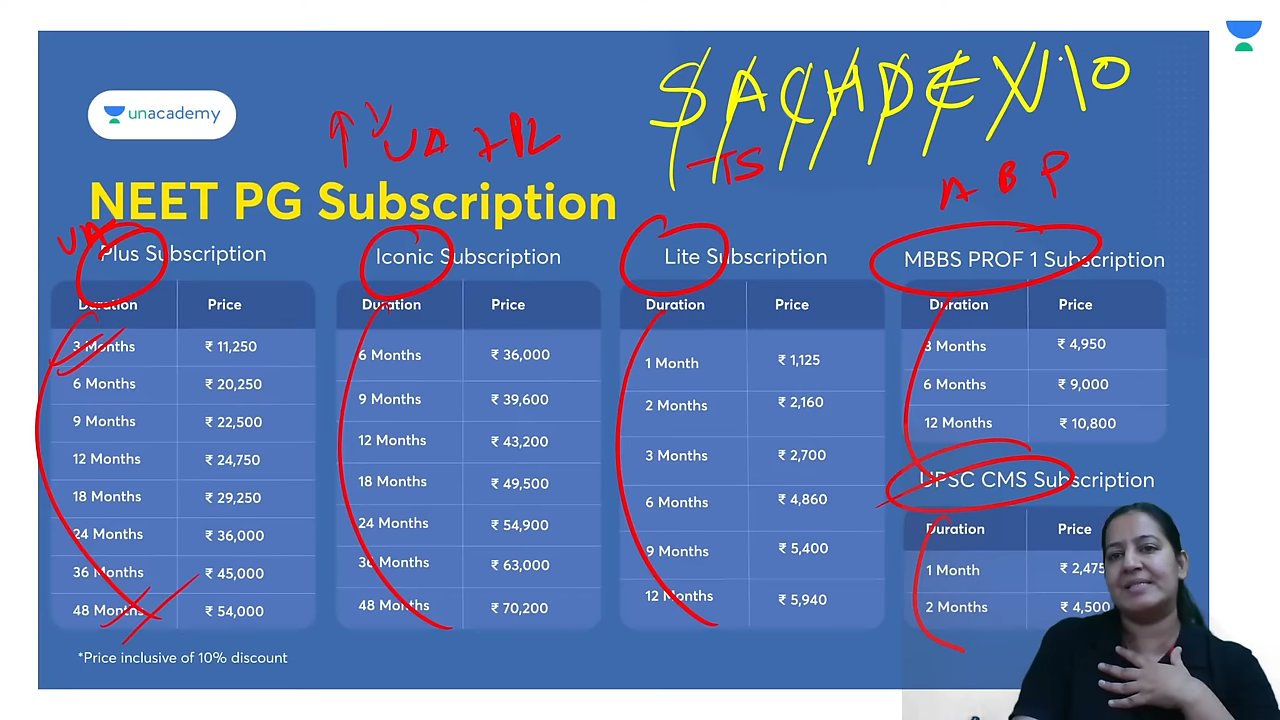 unacademy
SACHDEV10
NEET PG Subscription
TS
A B P
UA
Plus Subscription
Duration Price
3 Months ₹ 11,250
6 Months ₹ 20,250
9 Months ₹ 22,500
12 Months ₹ 24,750
18 Months ₹ 29,250
24 Months ₹ 36,000
36 Months ₹ 45,000
48 Months ₹ 54,000
Iconic Subscription
Duration Price
6 Months ₹ 36,000
9 Months ₹ 39,600
12 Months ₹ 43,200
18 Months ₹ 49,500
24 Months ₹ 54,900
36 Months ₹ 63,000
48 Months ₹ 70,200
Lite Subscription
Duration Price
1 Month ₹ 1,125
2 Months ₹ 2,160
3 Months ₹ 2,700
6 Months ₹ 4,860
9 Months ₹ 5,400
12 Months ₹ 5,940
MBBS PROF 1 Subscription
Duration Price
3 Months ₹ 4,950
6 Months ₹ 9,000
12 Months ₹ 10,800
UPSC CMS Subscription
Duration Price
1 Month ₹ 2,475
2 Months ₹ 4,500
*Price inclusive of 10% discount